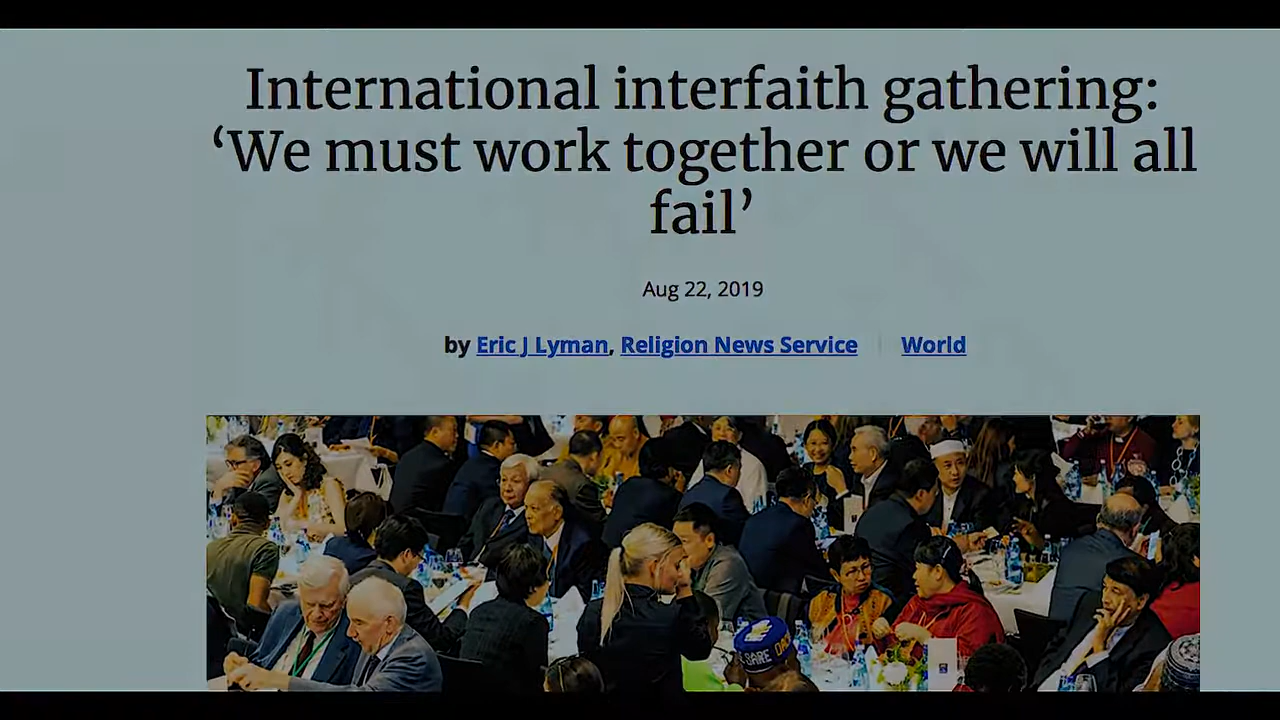 International interfaith gathering:
‘We must work together or we will all
fail’
Aug 22, 2019
by Eric J Lyman, Religion News Service World